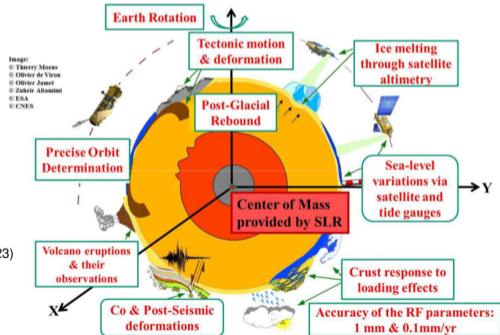 Earth Rotation
Image:
© Thierry Meens
© Olivier de Viron
© Olivier Jamet
© Zuheir Altamimi
© ESA
© CNES
Tectonic motion
& deformation
Ice melting
through satellite
altimetry
Post-Glacial
Rebound
Precise Orbit
Determination
Sea-level
variations via
satellite and
tide gauges
Y
Center of Mass
provided by SLR
23)
Volcano eruptions
& their
observations
Crust response to
loading effects
X
Co & Post-Seismic
deformations
Accuracy of the RF parameters:
1 mm & 0.1mm/yr